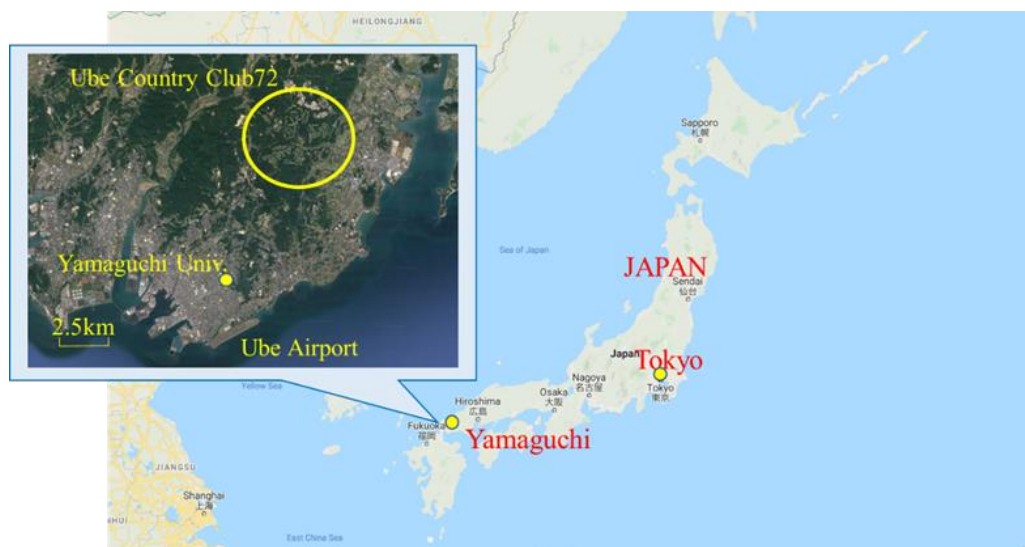 HEILONGJIANG
Ube Country Club72
Yamaguchi Univ.
2.5km
Ube Airport
Sapporo
札幌
Sea of Japan
JAPAN
Sendai
仙台
Japan
Tokyo
Tokyo
東京
Nagoya
名古屋
Osaka
大阪
Yellow Sea
Hiroshima
広島
Fukuoka
福岡
Yamaguchi
JIANGSU
Shanghai
上海
HUI
East China Sea